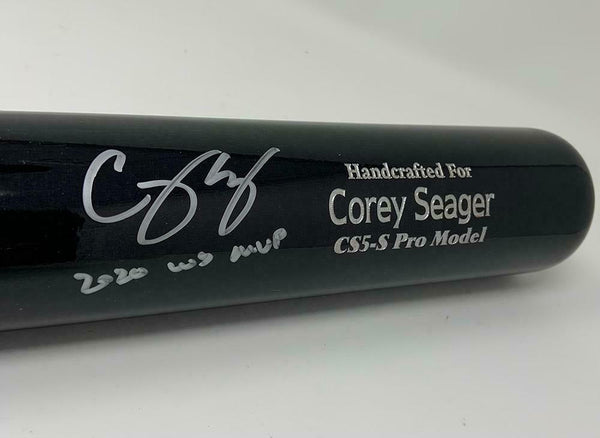 2020 WS MVP
Handcrafted For
Corey Seager
CS5-S Pro Model